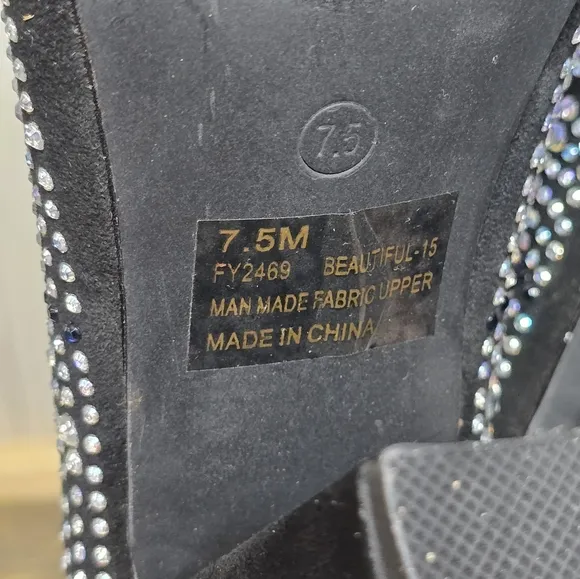 7.5
7.5M
FY2469 BEAUTIFUL-15
MAN MADE FABRIC UPPER
MADE IN CHINA